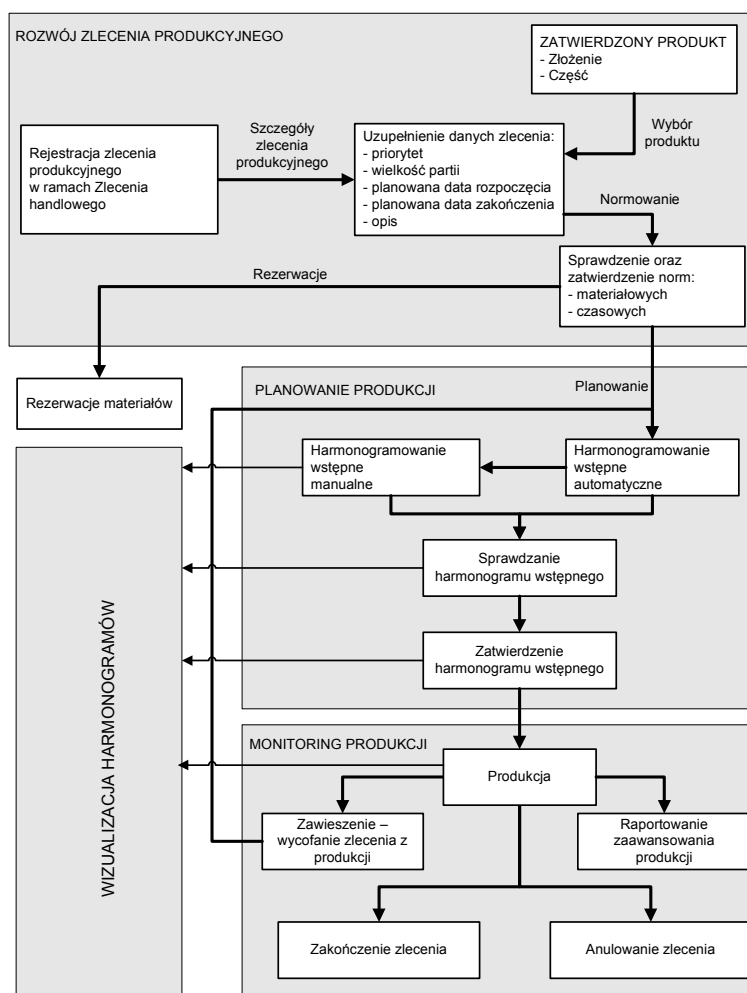 ROZWÓJ ZLECENIA PRODUKCYJNEGO
ZATWIERDZONY PRODUKT
- Złożenie
- Część
Szczegóły
zlecenia
produkcyjnego
Wybór
produktu
Rejestracja zlecenia
produkcyjnego
w ramach Zlecenia
handlowego
Uzupełnienie danych zlecenia:
- priorytet
- wielkość partii
- planowana data rozpoczęcia
- planowana data zakończenia
- opis
Normowanie
Rezerwacje
Sprawdzenie oraz
zatwierdzenie norm:
- materiałowych
- czasowych
Rezerwacje materiałów
PLANOWANIE PRODUKCJI
Planowanie
Harmonogramowanie
wstępne
manualne
Harmonogramowanie
wstępne
automatyczne
Sprawdzanie
harmonogramu wstępnego
Zatwierdzenie
harmonogramu wstępnego
WIZUALIZACJA HARMONOGRAMÓW
MONITORING PRODUKCJI
Produkcja
Zawieszenie –
wycofanie zlecenia z
produkcji
Raportowanie
zaawansowania
produkcji
Zakończenie zlecenia
Anulowanie zlecenia